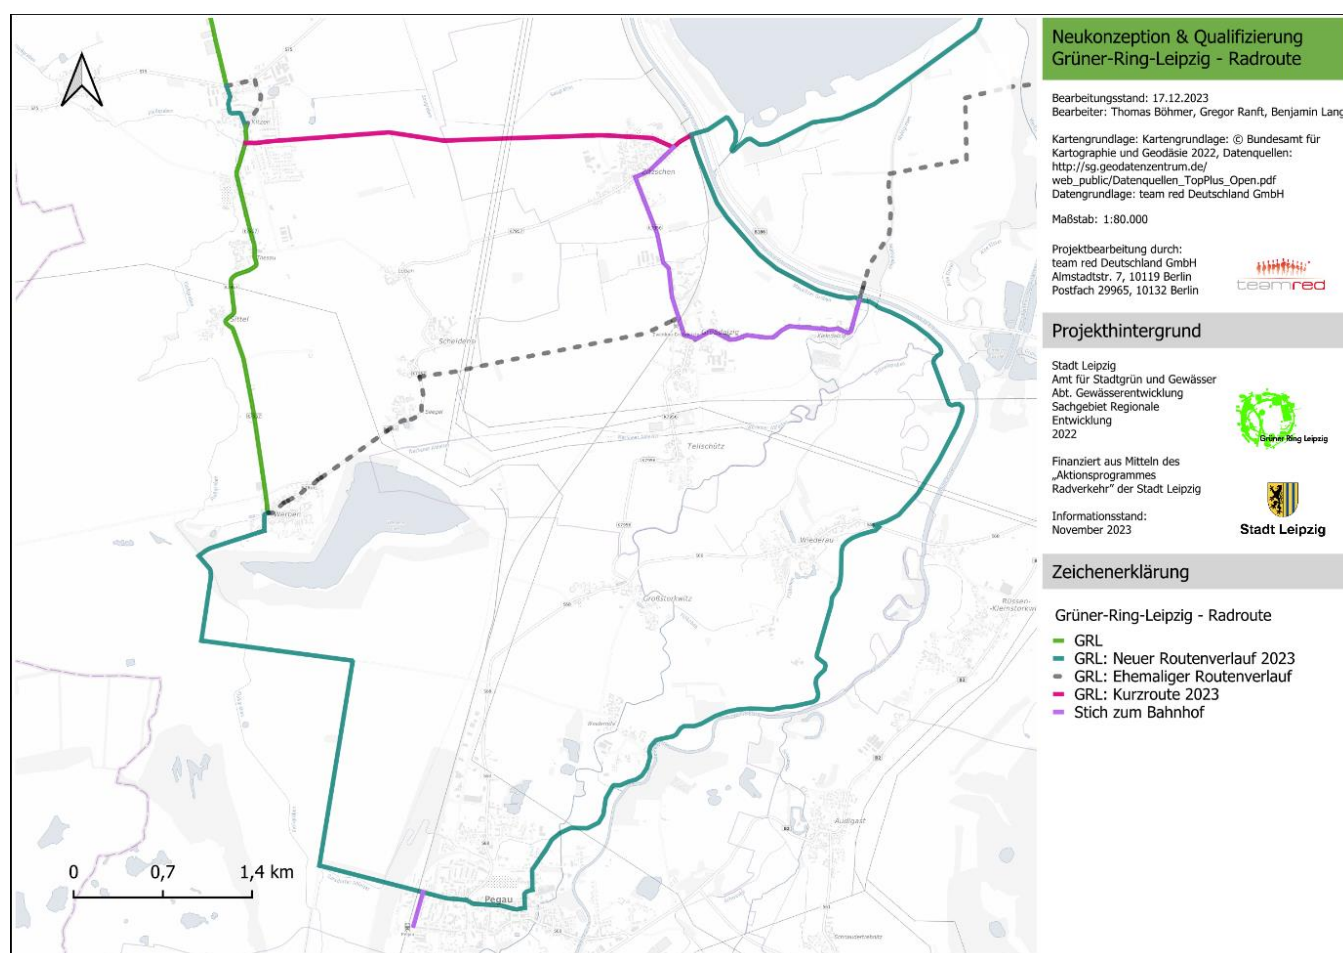 Neukonzeption & Qualifizierung
Grüner-Ring-Leipzig - Radroute
Bearbeitungsstand: 17.12.2023
Bearbeiter: Thomas Böhmer, Gregor Ranft, Benjamin Lang
Kartengrundlage: Kartengrundlage: © Bundesamt für
Kartographie und Geodäsie 2022, Datenquellen:
http://sg.geodatenzentrum.de/
web_public/Datenquellen_TopPlus_Open.pdf
Datengrundlage: team red Deutschland GmbH
Maßstab: 1:80.000
Projektbearbeitung durch:
team red Deutschland GmbH
Almstadtstr. 7, 10119 Berlin
Postfach 29965, 10132 Berlin
teamred
Projekthintergrund
Stadt Leipzig
Amt für Stadtgrün und Gewässer
Abt. Gewässerentwicklung
Sachgebiet Regionale
Entwicklung
2022
Grüner Ring Leipzig
Finanziert aus Mitteln des
„Aktionsprogrammes
Radverkehr" der Stadt Leipzig
Informationsstand:
November 2023
Stadt Leipzig
Zeichenerklärung
Grüner-Ring-Leipzig - Radroute
GRL
GRL: Neuer Routenverlauf 2023
GRL: Ehemaliger Routenverlauf
GRL: Kurzroute 2023
Stich zum Bahnhof
Kitzen
Teilschütz
Wiederau
Großstorkwitz
Audigast
Pegau
0 0,7 1,4 km